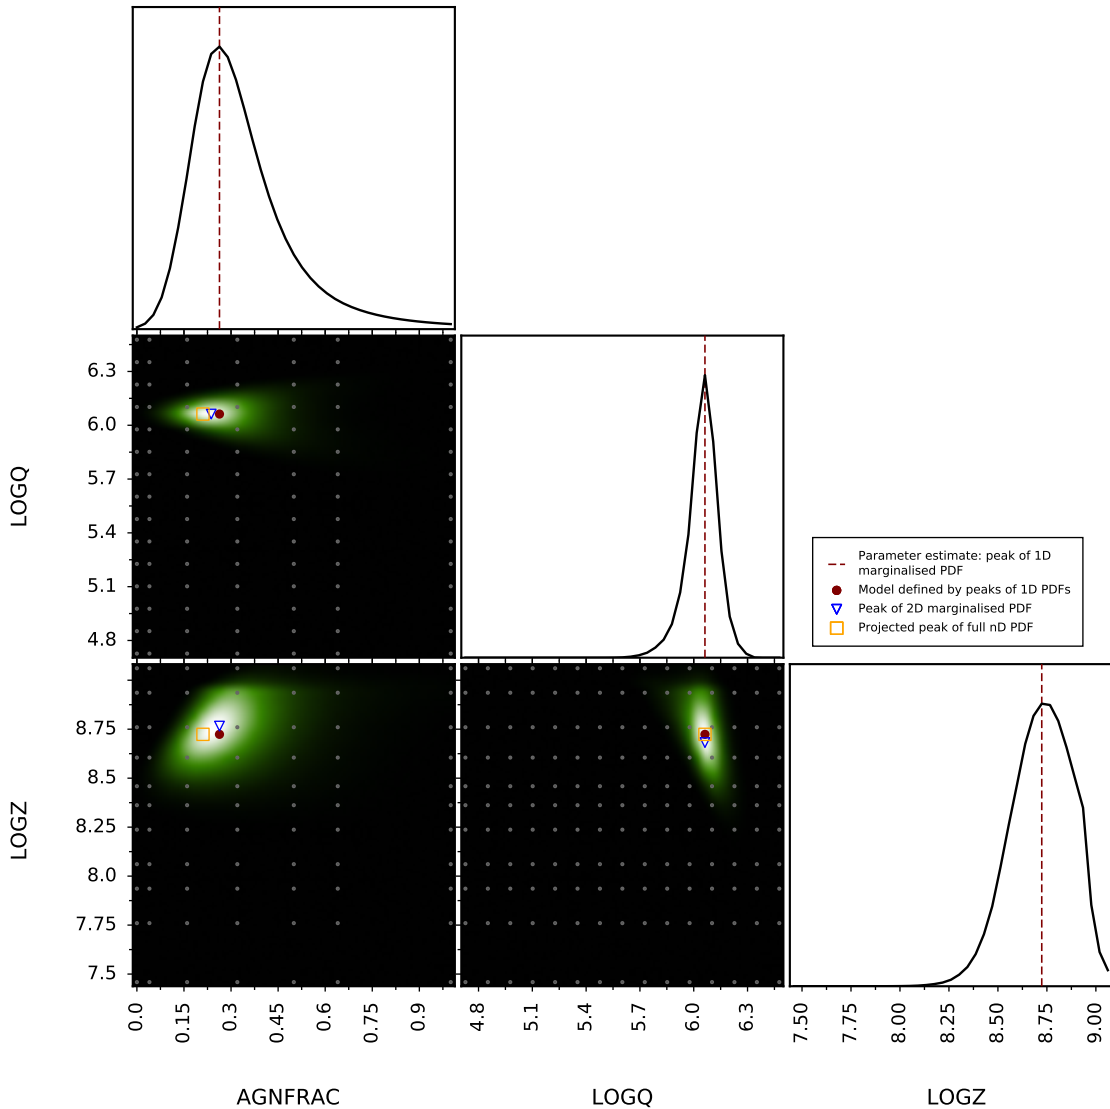 6.3
6.0
5.7
5.4
5.1
4.8
LOGQ
Parameter estimate: peak of 1D
marginalised PDF
Model defined by peaks of 1D PDFs
Peak of 2D marginalised PDF
Projected peak of full nD PDF
8.75
8.5
8.25
8.0
7.75
7.5
LOGZ
0.0 0.15 0.3 0.45 0.6 0.75 0.9
4.8 5.1 5.4 5.7 6.0 6.3
7.50 7.75 8.00 8.25 8.50 8.75 9.00
AGNFRAC LOGQ LOGZ